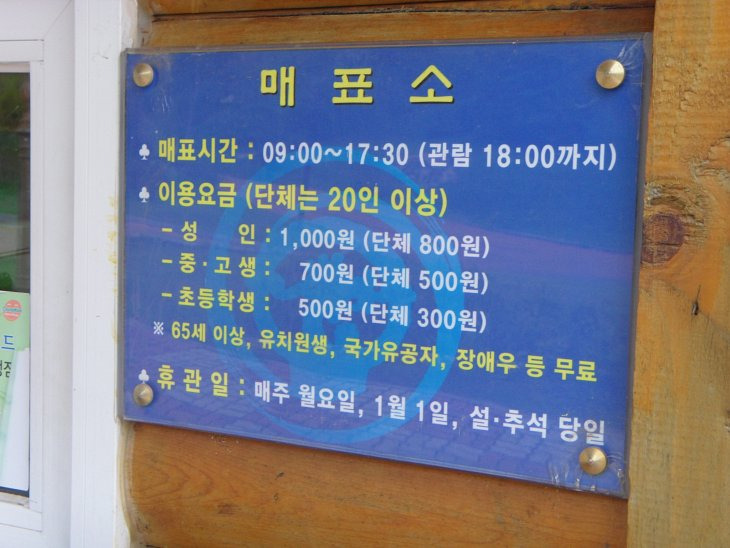 매표소
♣ 매표시간 : 09:00~17:30 (관람 18:00까지)
♣ 이용요금 (단체는 20인 이상)
- 성 인 : 1,000원 (단체 800원)
- 중·고생 : 700원 (단체 500원)
- 초등학생 : 500원 (단체 300원)
※ 65세 이상, 유치원생, 국가유공자, 장애우 등 무료
♣ 휴관일 : 매주 월요일, 1월 1일, 설·추석 당일
드